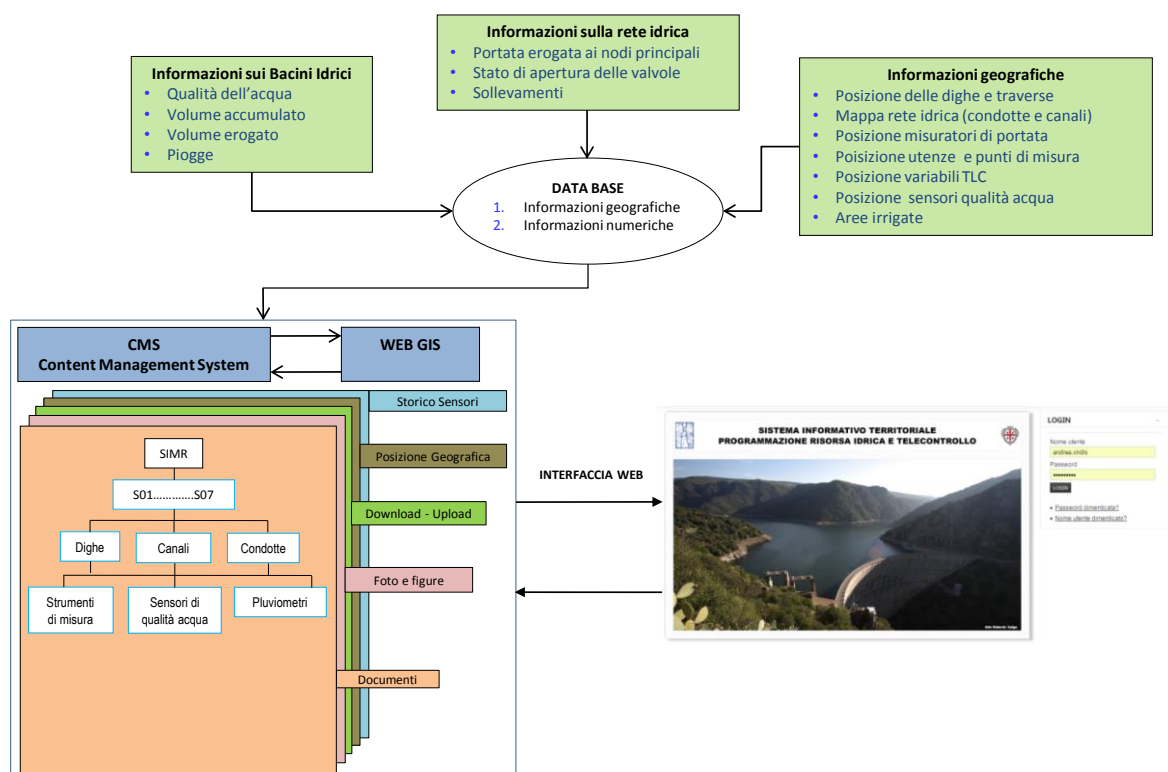 Informazioni sui Bacini Idrici
• Qualità dell'acqua
• Volume accumulato
• Volume erogato
• Piogge
Informazioni sulla rete idrica
• Portata erogata ai nodi principali
• Stato di apertura delle valvole
• Sollevamenti
Informazioni geografiche
• Posizione delle dighe e traverse
• Mappa rete idrica (condotte e canali)
• Posizione misuratori di portata
• Poisizione utenze e punti di misura
• Posizione variabili TLC
• Posizione sensori qualità acqua
• Aree irrigate
DATA BASE
1. Informazioni geografiche
2. Informazioni numeriche
CMS
Content Management System
WEB GIS
Storico Sensori
Posizione Geografica
Download - Upload
Foto e figure
Documenti
SIMR
S01………….S07
Dighe
Canali
Condotte
Strumenti
di misura
Sensori di
qualità acqua
Pluviometri
INTERFACCIA WEB
SISTEMA INFORMATIVO TERRITORIALE
PROGRAMMAZIONE RISORSA IDRICA E TELECONTROLLO
LOGIN
Nome utente
andrea.virdis
Password
LOGIN
• Password dimenticata?
• Nome utente dimenticato?